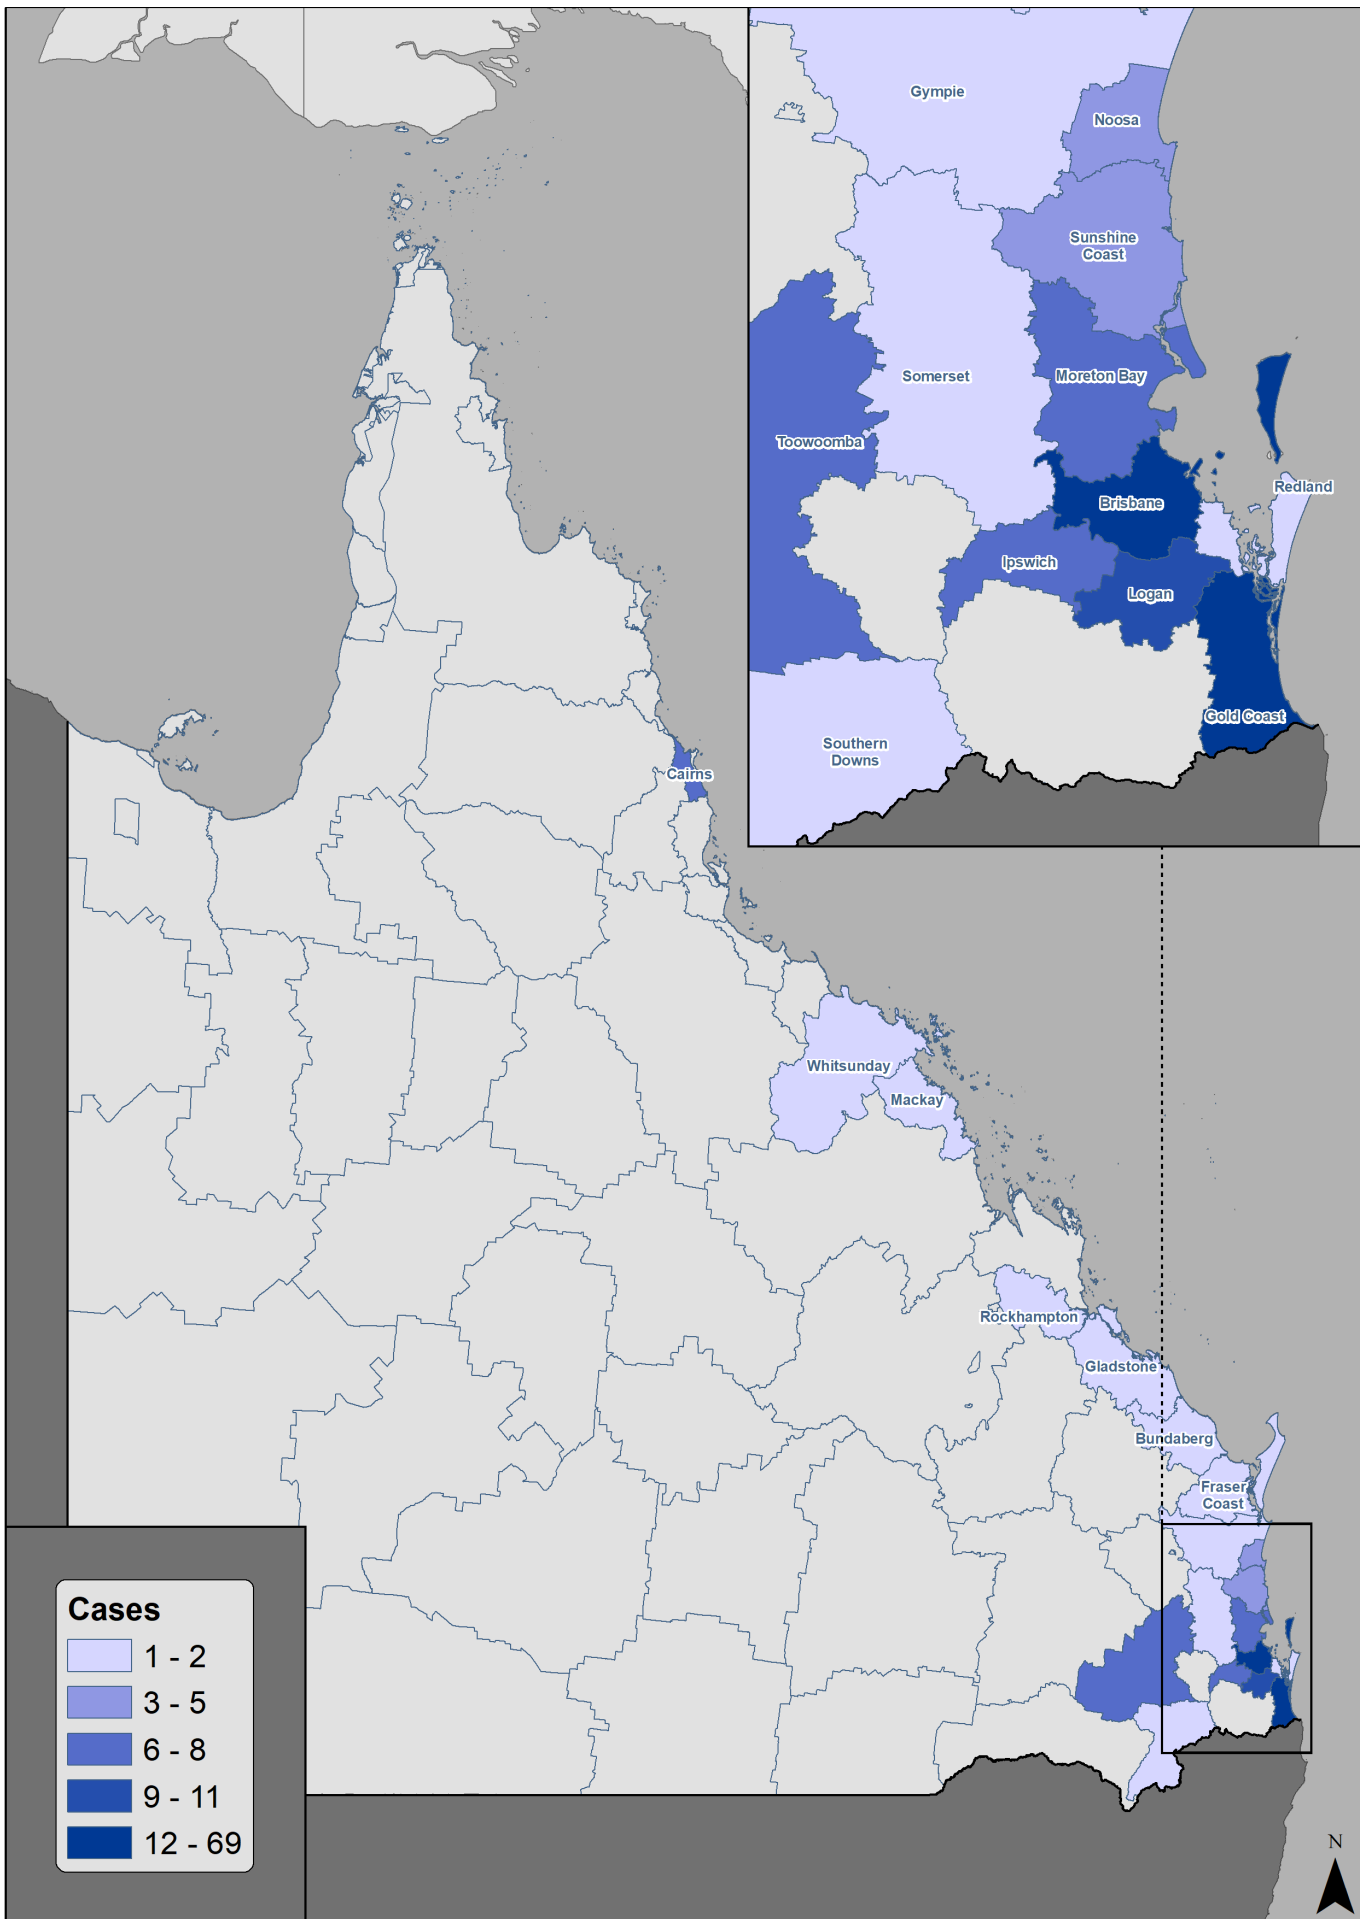 Gympie
Noosa
Sunshine
Coast
Somerset
Moreton Bay
Toowoomba
Redland
Brisbane
Ipswich
Logan
Gold Coast
Southern
Downs
Cairns
Whitsunday
Mackay
Rockhampton
Gladstone
Bundaberg
Fraser
Coast
Cases
1 - 2
3 - 5
6 - 8
9 - 11
12 - 69
N